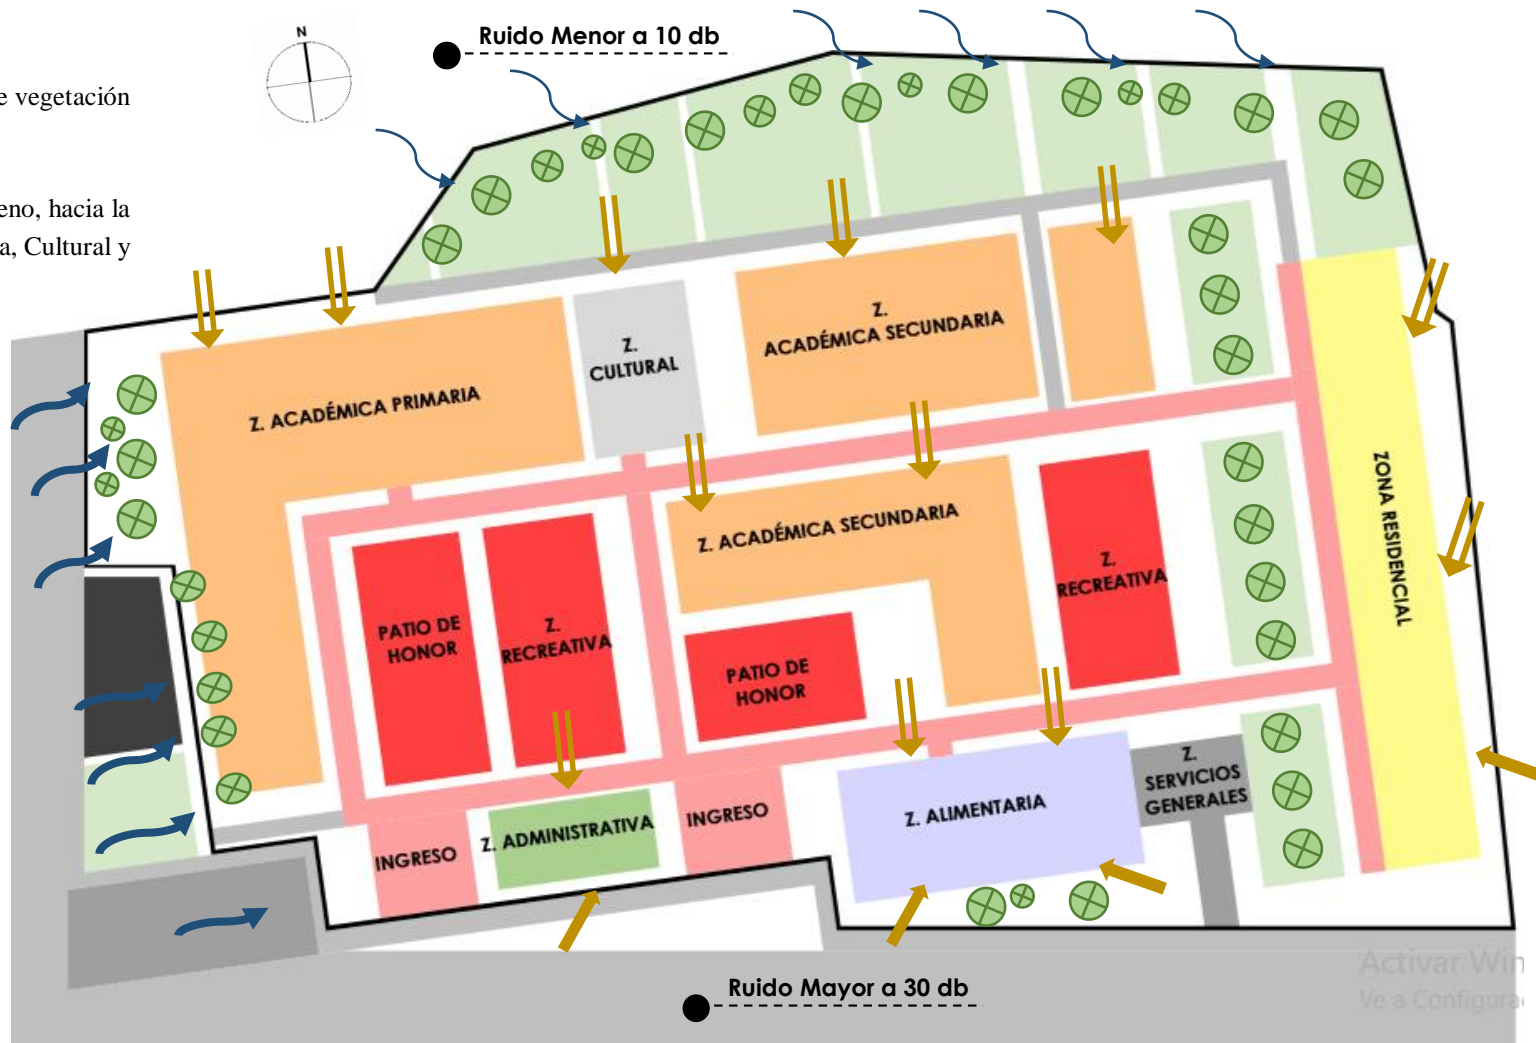 N
Ruido Menor a 10 db
e vegetación
eno, hacia la
a, Cultural y
Z.
CULTURAL
Z.
ACADÉMICA SECUNDARIA
Z. ACADÉMICA PRIMARIA
ZONA RESIDENCIAL
Z. ACADÉMICA SECUNDARIA
Z.
RECREATIVA
PATIO DE
HONOR
Z.
RECREATIVA
PATIO DE
HONOR
Z.
SERVICIOS
GENERALES
Z. ALIMENTARIA
INGRESO
Z. ADMINISTRATIVA
INGRESO
Ruido Mayor a 30 db
Activar Win
Ve a Configura